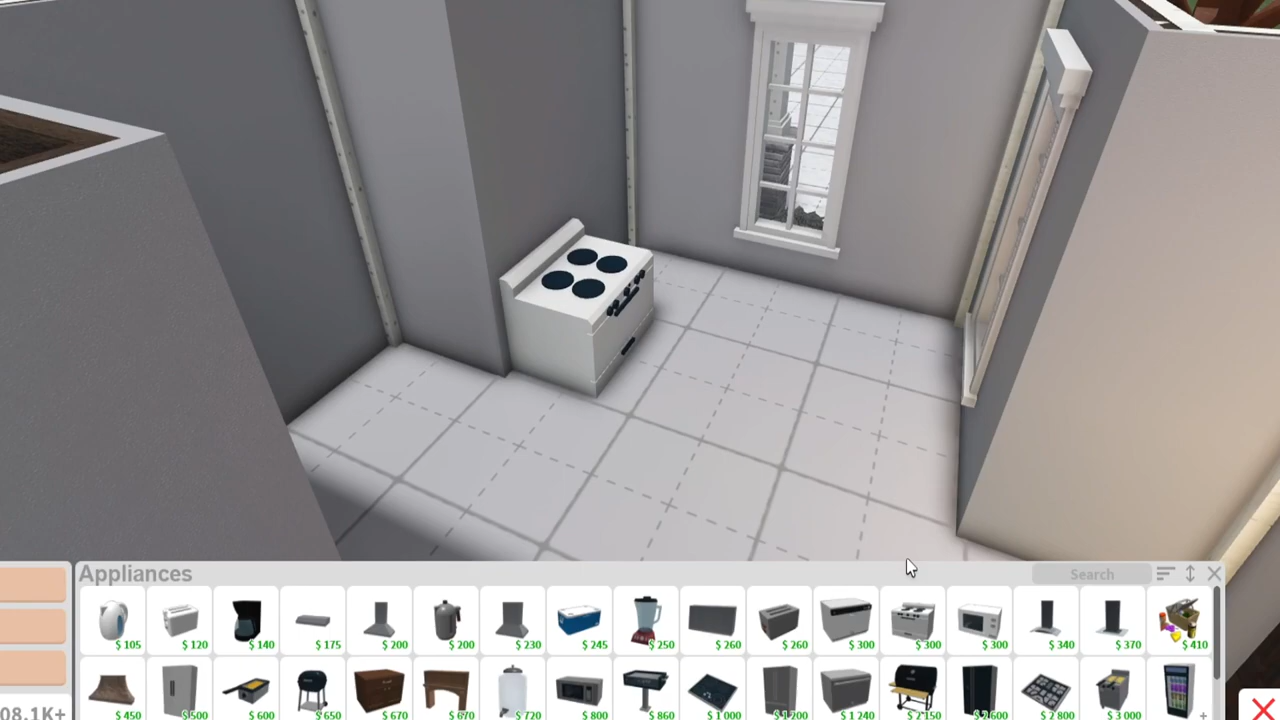 Appliances
Search
$ 105 $ 120 $ 140 $ 175 $ 200 $ 200 $ 230 $ 245 $ 250 $ 260 $ 260 $ 300 $ 300 $ 300 $ 340 $ 370 $ 410
$ 450 $ 500 $ 600 $ 650 $ 670 $ 670 $ 720 $ 800 $ 860 $ 1 000 $ 1 200 $ 1 240 $ 2 150 $ 2 600 $ 2 800 $ 3 000
08.1K+